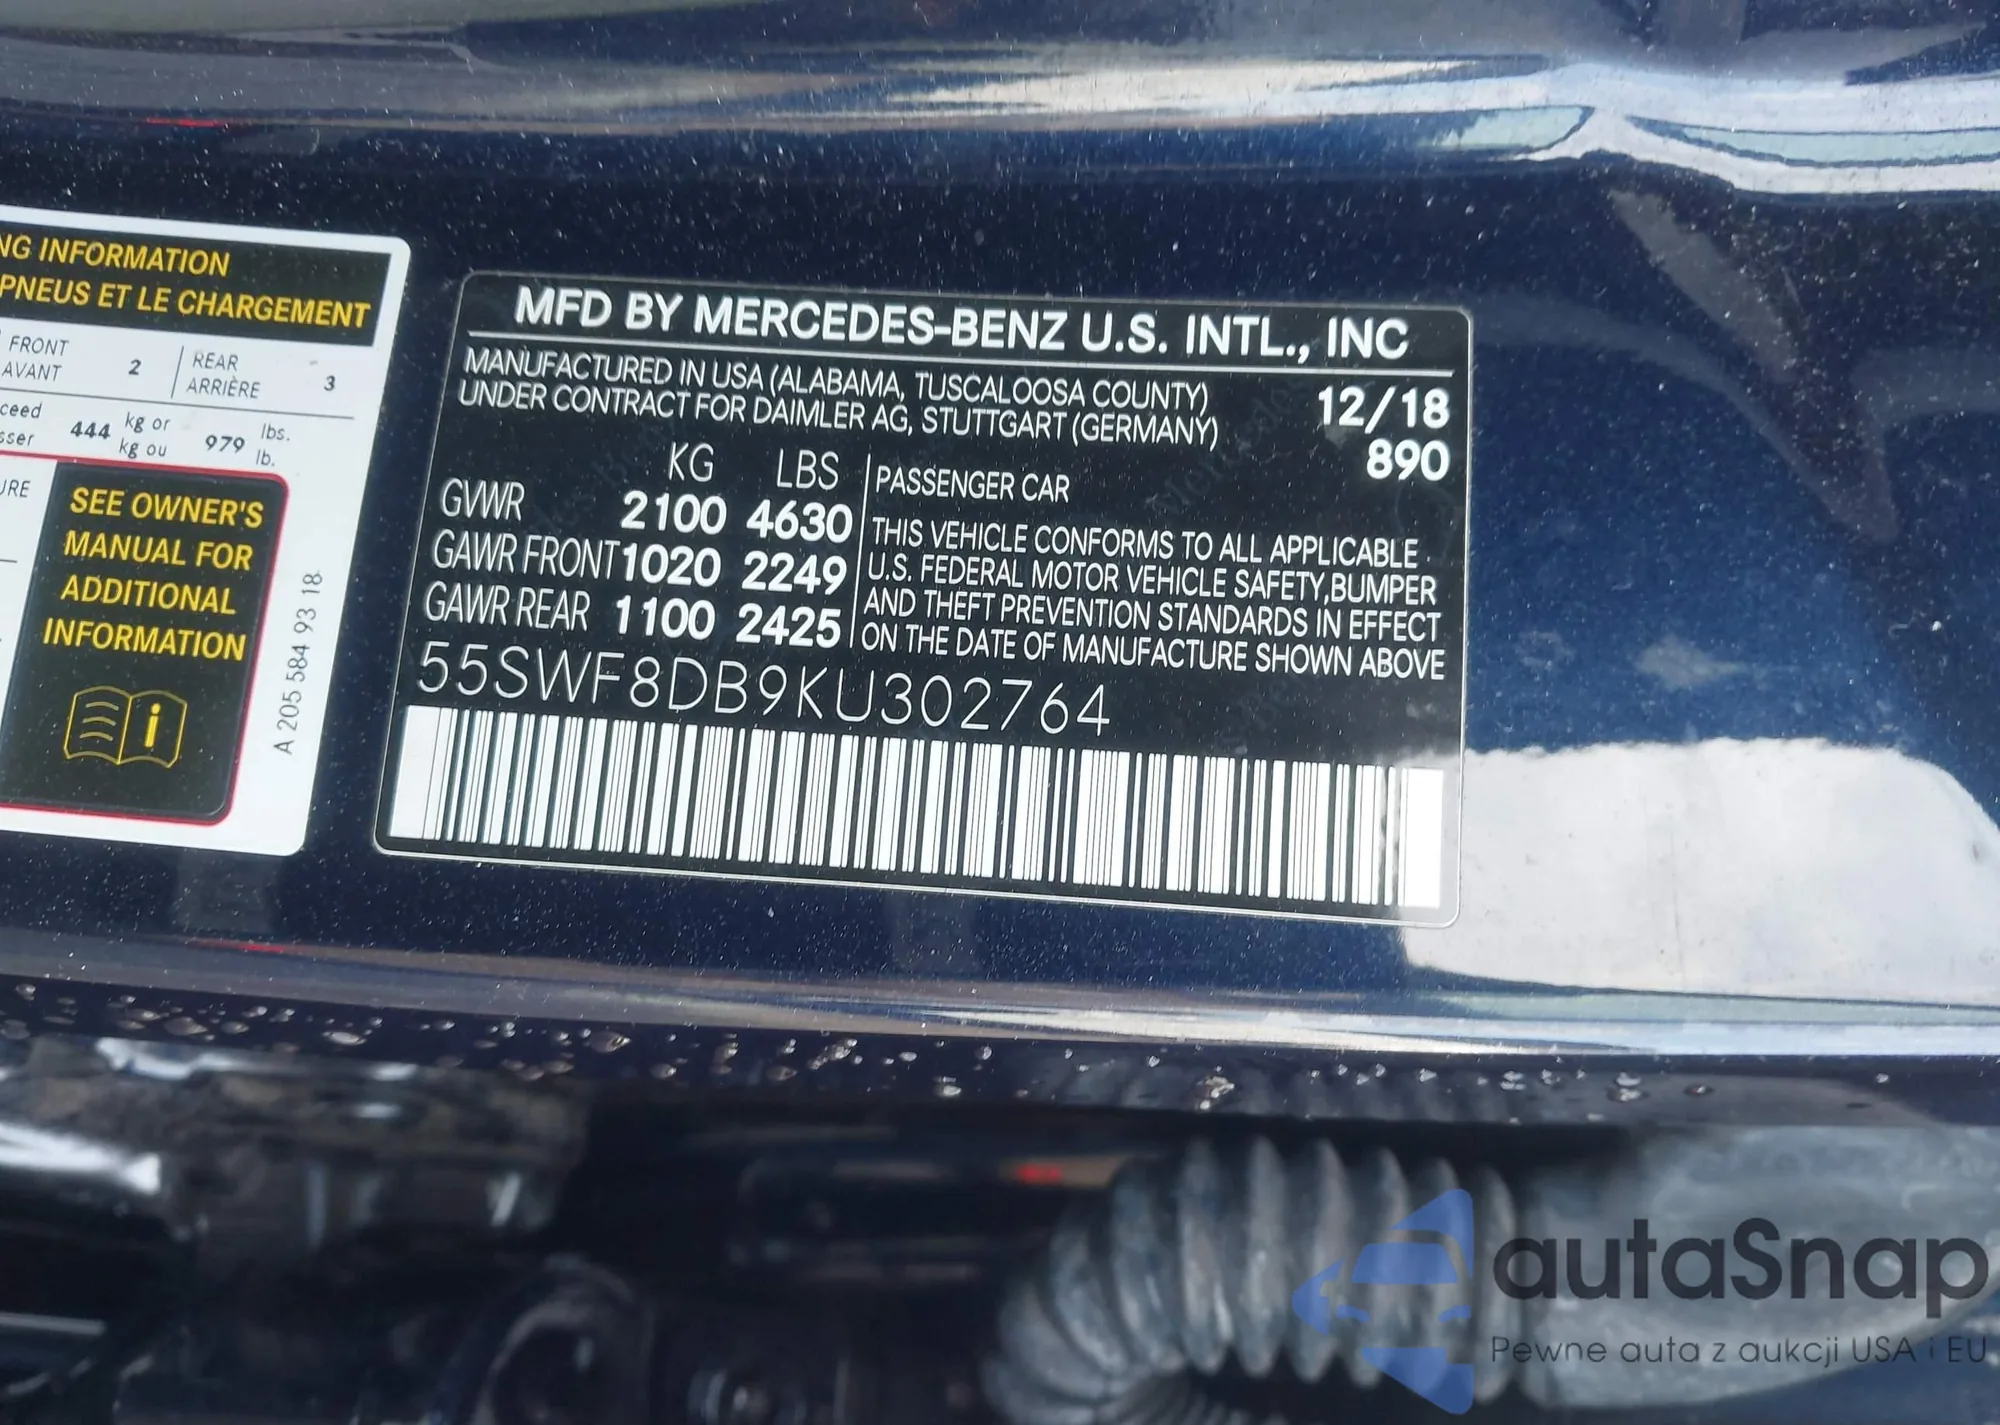 NG INFORMATION
PNEUS ET LE CHARGEMENT
FRONT
AVANT
2
REAR
ARRIÈRE
3
kg or
kg ou
444
979
lbs.
lb.
SEE OWNER'S
MANUAL FOR
ADDITIONAL
INFORMATION
A 205 584 93 18
MFD BY MERCEDES-BENZ U.S. INTL., INC
MANUFACTURED IN USA (ALABAMA, TUSCALOOSA COUNTY)
UNDER CONTRACT FOR DAIMLER AG, STUTTGART (GERMANY)
12/18
890
KG LBS
GVWR 2100 4630
GAWR FRONT 1020 2249
GAWR REAR 1100 2425
PASSENGER CAR
THIS VEHICLE CONFORMS TO ALL APPLICABLE
U.S. FEDERAL MOTOR VEHICLE SAFETY, BUMPER
AND THEFT PREVENTION STANDARDS IN EFFECT
ON THE DATE OF MANUFACTURE SHOWN ABOVE
55SWF8DB9KU302764
autaSnap
Pewne auta z aukcji USA i EU